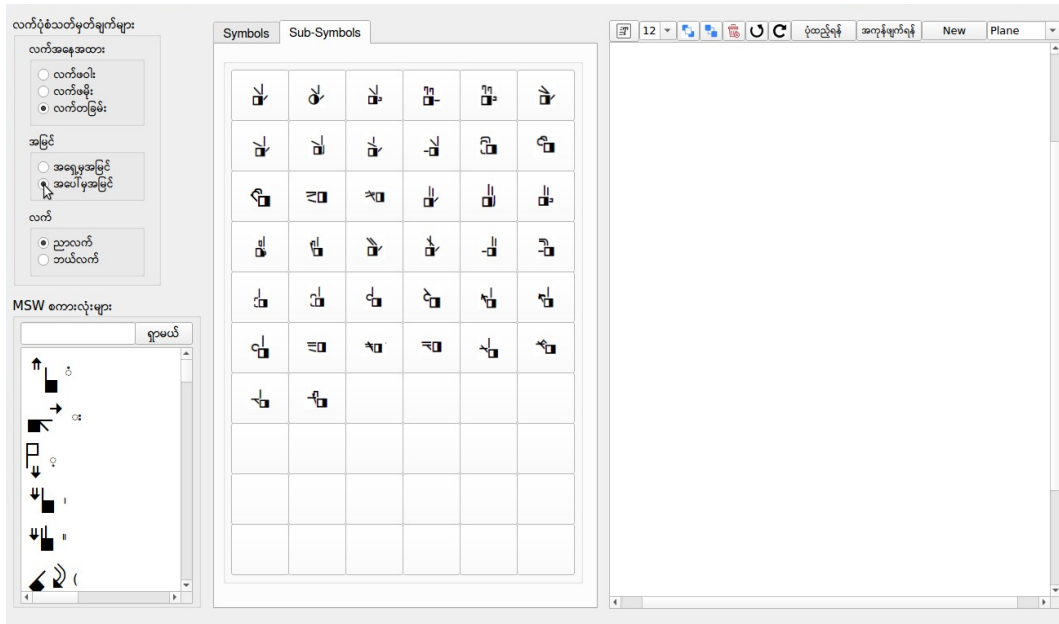 လက်ပုံစံသတ်မှတ်ချက်များ
လက်အနေအထား
လက်ဖဝါး
လက်ဖမိုး
လက်တခြမ်း
အမြင်
အရှေ့မှအမြင်
အပေါ်မှအမြင်
လက်
ညာလက်
ဘယ်လက်
MSW စကားလုံးများ
ရှာမယ်
ံ
း
့
၊
။
(
Symbols Sub-Symbols
12 ပုံထည့်ရန် အကုန်ဖျက်ရန် New Plane